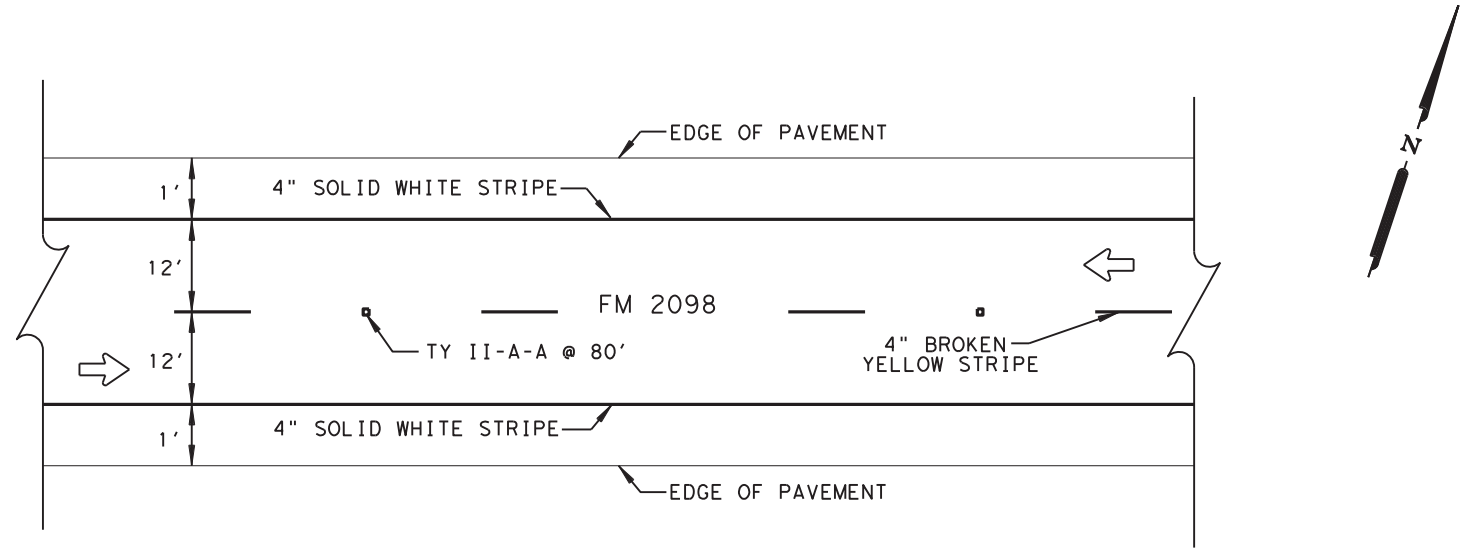 EDGE OF PAVEMENT
N
1'
4" SOLID WHITE STRIPE
12'
FM 2098
4" BROKEN
YELLOW STRIPE
TY II-A-A @ 80'
12'
4" SOLID WHITE STRIPE
1'
EDGE OF PAVEMENT